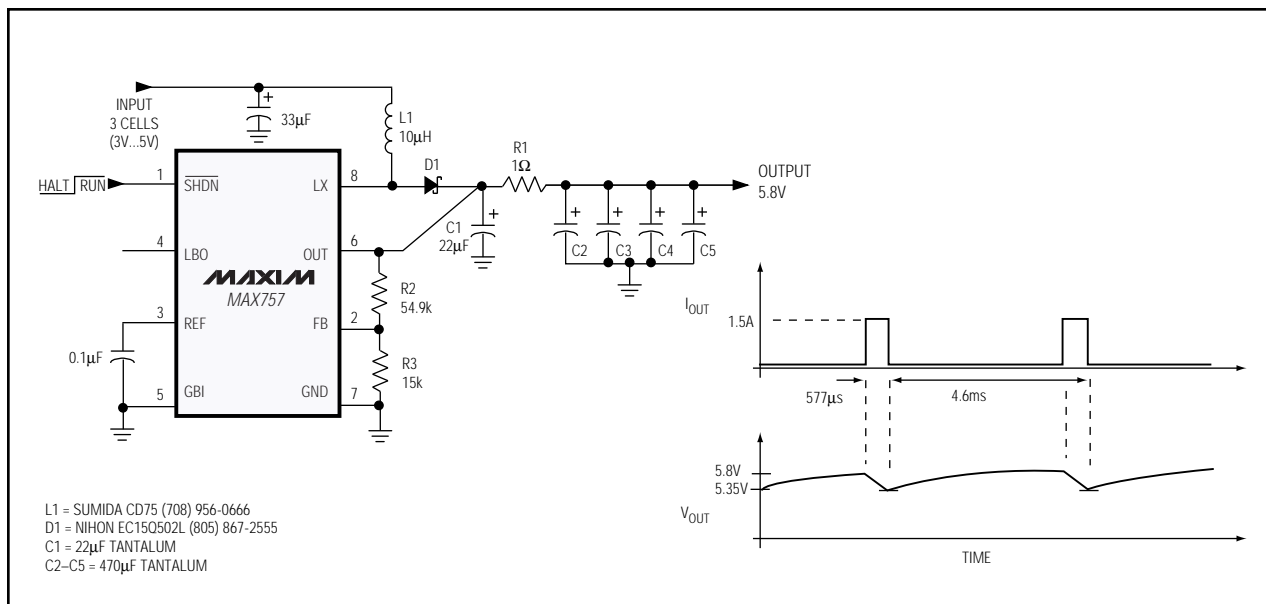 INPUT
3 CELLS
(3V...5V)
+
33µF
L1
10µH
HALT RUN
1
SHDN
LX
8
D1
R1
1Ω
OUTPUT
5.8V
+
C1
22µF
+
C2
+
C3
+
C4
+
C5
4
LBO
OUT
6
MAXIM
MAX757
R2
54.9k
3
REF
FB
2
0.1µF
R3
15k
5
GBI
GND
7
IOUT
1.5A
577µs
4.6ms
5.8V
5.35V
VOUT
TIME
L1 = SUMIDA CD75 (708) 956-0666
D1 = NIHON EC15Q502L (805) 867-2555
C1 = 22µF TANTALUM
C2–C5 = 470µF TANTALUM